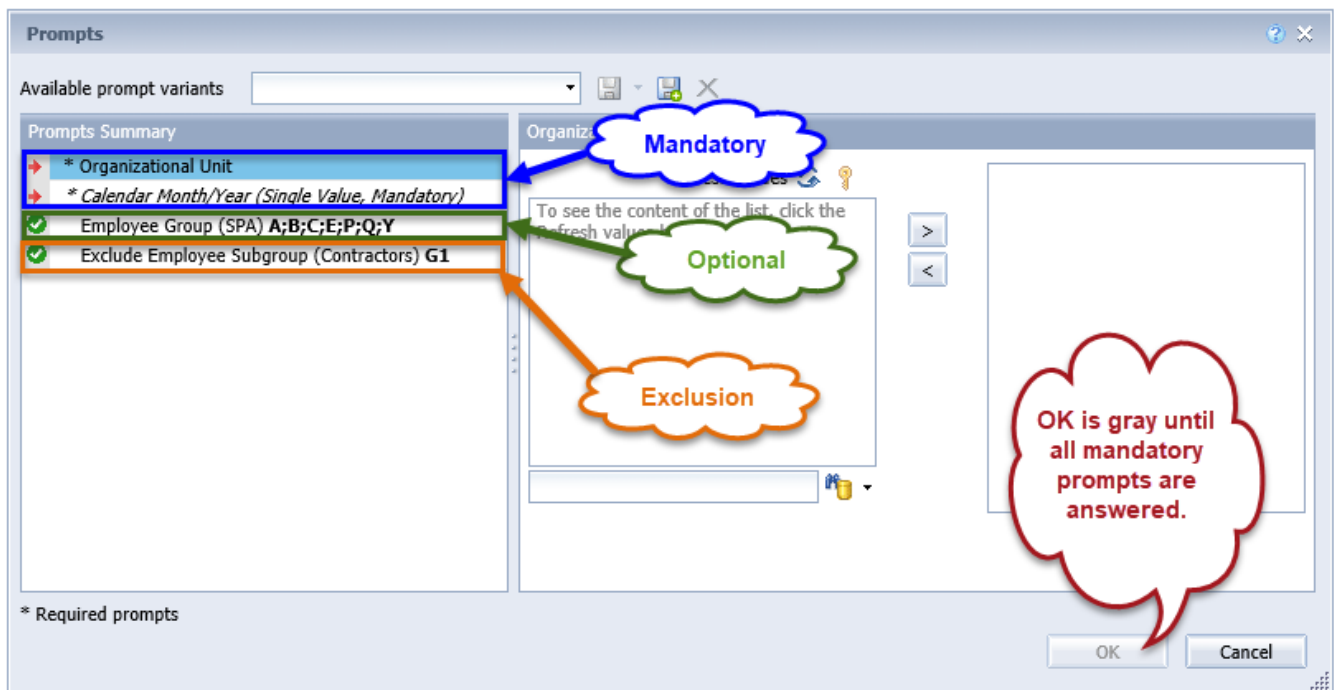 Prompts
Available prompt variants
Prompts Summary
Mandatory
* Organizational Unit
* Calendar Month/Year (Single Value, Mandatory)
To see the content of the list, click the
Employee Group (SPA) A;B;C;E;P;Q;Y
Optional
Exclude Employee Subgroup (Contractors) G1
Exclusion
OK is gray until
all mandatory
prompts are
answered.
* Required prompts
OK
Cancel